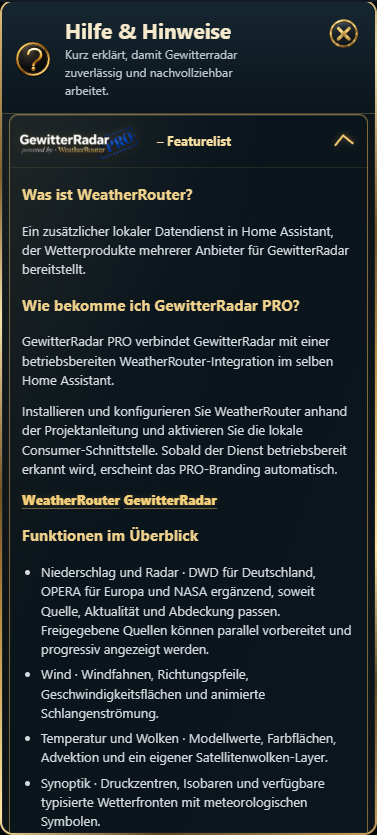 Hilfe & Hinweise
Kurz erklärt, damit Gewitterradar
zuverlässig und nachvollziehbar
arbeitet.
GewitterRadar PRO
powered by · WeatherRouter
– Featurelist
Was ist WeatherRouter?
Ein zusätzlicher lokaler Datendienst in Home Assistant,
der Wetterprodukte mehrerer Anbieter für GewitterRadar
bereitstellt.
Wie bekomme ich GewitterRadar PRO?
GewitterRadar PRO verbindet GewitterRadar mit einer
betriebsbereiten WeatherRouter-Integration im selben
Home Assistant.
Installieren und konfigurieren Sie WeatherRouter anhand
der Projektanleitung und aktivieren Sie die lokale
Consumer-Schnittstelle. Sobald der Dienst betriebsbereit
erkannt wird, erscheint das PRO-Branding automatisch.
WeatherRouter GewitterRadar
Funktionen im Überblick
• Niederschlag und Radar · DWD für Deutschland,
OPERA für Europa und NASA ergänzend, soweit
Quelle, Aktualität und Abdeckung passen.
Freigegebene Quellen können parallel vorbereitet und
progressiv angezeigt werden.
• Wind · Windfahnen, Richtungspfeile,
Geschwindigkeitsflächen und animierte
Schlangenströmung.
• Temperatur und Wolken · Modellwerte, Farbflächen,
Advektion und ein eigener Satellitenwolken-Layer.
• Synoptik · Druckzentren, Isobaren und verfügbare
typisierte Wetterfronten mit meteorologischen
Symbolen.